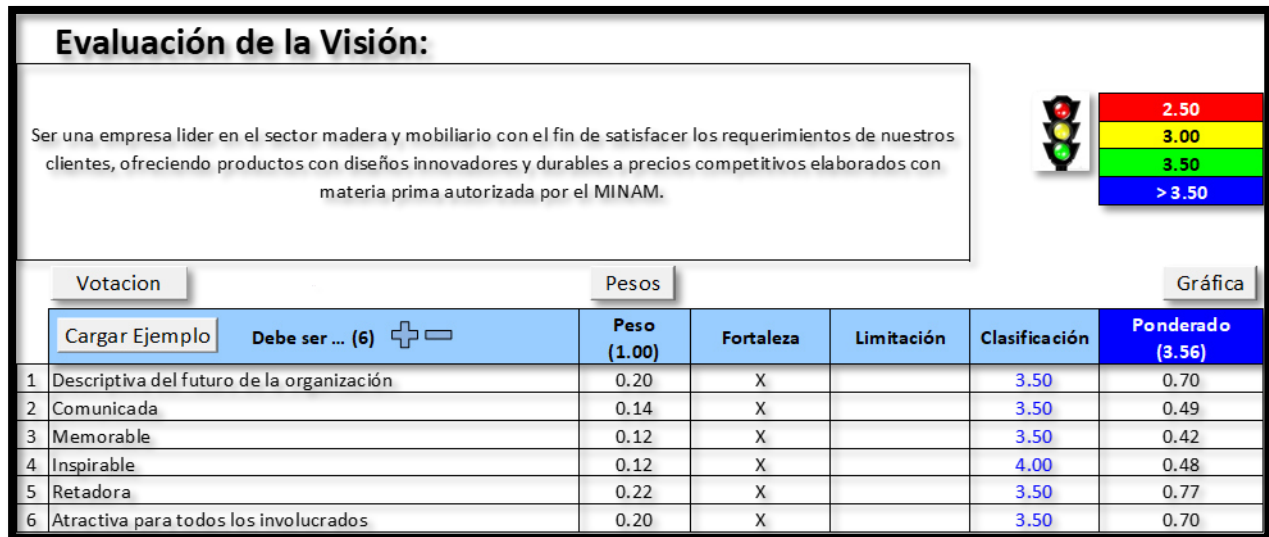 Evaluación de la Visión:
Ser una empresa lider en el sector madera y mobiliario con el fin de satisfacer los requerimientos de nuestros
clientes, ofreciendo productos con diseños innovadores y durables a precios competitivos elaborados con
materia prima autorizada por el MINAM.
2.50
3.00
3.50
> 3.50
Votacion Pesos Gráfica
Cargar Ejemplo Debe ser ... (6) Peso (1.00) Fortaleza Limitación Clasificación Ponderado (3.56)
1 Descriptiva del futuro de la organización 0.20 X 3.50 0.70
2 Comunicada 0.14 X 3.50 0.49
3 Memorable 0.12 X 3.50 0.42
4 Inspirable 0.12 X 4.00 0.48
5 Retadora 0.22 X 3.50 0.77
6 Atractiva para todos los involucrados 0.20 X 3.50 0.70